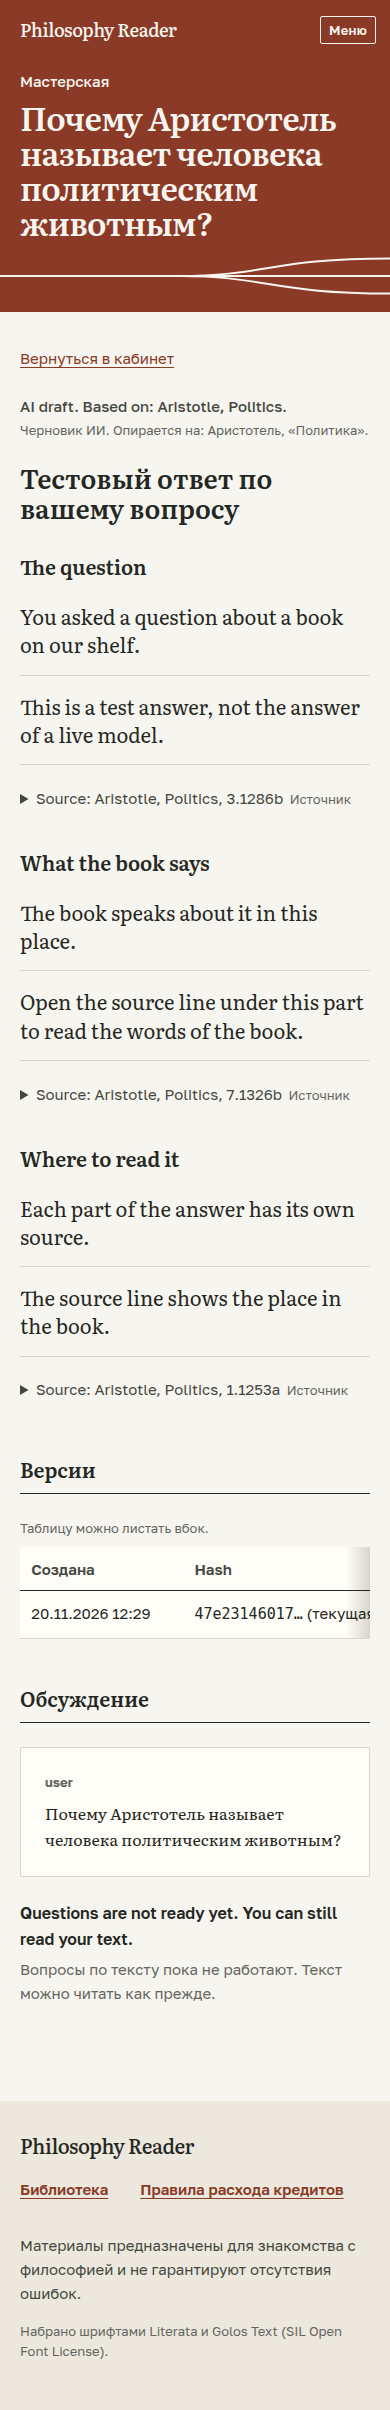 Philosophy Reader
Меню
Мастерская
Почему Аристотель
называет человека
политическим
животным?
Вернуться в кабинет
AI draft. Based on: Aristotle, Politics.
Черновик ИИ. Опирается на: Аристотель, «Политика».
Тестовый ответ по
вашему вопросу
The question
You asked a question about a book
on our shelf.
This is a test answer, not the answer
of a live model.
Source: Aristotle, Politics, 3.1286b Источник
What the book says
The book speaks about it in this
place.
Open the source line under this part
to read the words of the book.
Source: Aristotle, Politics, 7.1326b Источник
Where to read it
Each part of the answer has its own
source.
The source line shows the place in
the book.
Source: Aristotle, Politics, 1.1253a Источник
Версии
Таблицу можно листать вбок.
Создана Hash
20.11.2026 12:29 47e23146017… (текущая
Обсуждение
user
Почему Аристотель называет
человека политическим животным?
Questions are not ready yet. You can still
read your text.
Вопросы по тексту пока не работают. Текст
можно читать как прежде.
Philosophy Reader
Библиотека Правила расхода кредитов
Материалы предназначены для знакомства с
философией и не гарантируют отсутствия
ошибок.
Набрано шрифтами Literata и Golos Text (SIL Open
Font License).